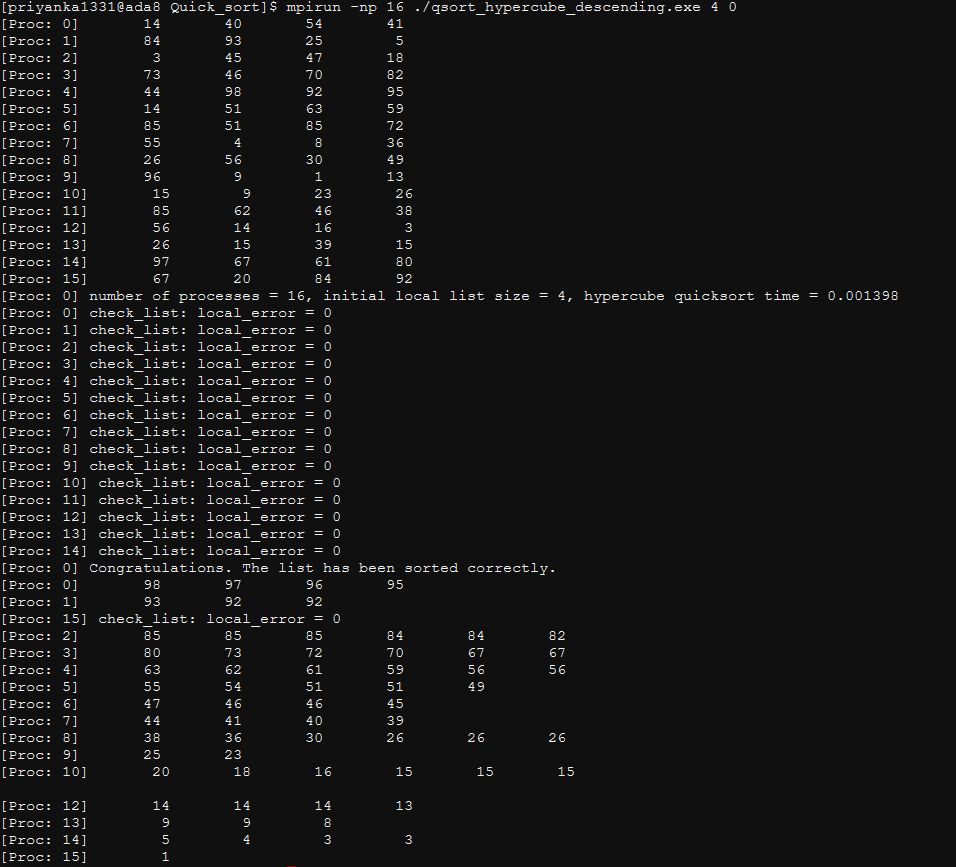 [priyanka1331@ada8 Quick_sort]$ mpirun -np 16 ./qsort_hypercube_descending.exe 4 0
[Proc: 0] 14 40 54 41
[Proc: 1] 84 93 25 5
[Proc: 2] 3 45 47 18
[Proc: 3] 73 46 70 82
[Proc: 4] 44 98 92 95
[Proc: 5] 14 51 63 59
[Proc: 6] 85 51 85 72
[Proc: 7] 55 4 8 36
[Proc: 8] 26 56 30 49
[Proc: 9] 96 9 1 13
[Proc: 10] 15 9 23 26
[Proc: 11] 85 62 46 38
[Proc: 12] 56 14 16 3
[Proc: 13] 26 15 39 15
[Proc: 14] 97 67 61 80
[Proc: 15] 67 20 84 92
[Proc: 0] number of processes = 16, initial local list size = 4, hypercube quicksort time = 0.001398
[Proc: 0] check_list: local_error = 0
[Proc: 1] check_list: local_error = 0
[Proc: 2] check_list: local_error = 0
[Proc: 3] check_list: local_error = 0
[Proc: 4] check_list: local_error = 0
[Proc: 5] check_list: local_error = 0
[Proc: 6] check_list: local_error = 0
[Proc: 7] check_list: local_error = 0
[Proc: 8] check_list: local_error = 0
[Proc: 9] check_list: local_error = 0
[Proc: 10] check_list: local_error = 0
[Proc: 11] check_list: local_error = 0
[Proc: 12] check_list: local_error = 0
[Proc: 13] check_list: local_error = 0
[Proc: 14] check_list: local_error = 0
[Proc: 0] Congratulations. The list has been sorted correctly.
[Proc: 0] 98 97 96 95
[Proc: 1] 93 92 92
[Proc: 15] check_list: local_error = 0
[Proc: 2] 85 85 85 84 84 82
[Proc: 3] 80 73 72 70 67 67
[Proc: 4] 63 62 61 59 56 56
[Proc: 5] 55 54 51 51 49
[Proc: 6] 47 46 46 45
[Proc: 7] 44 41 40 39
[Proc: 8] 38 36 30 26 26 26
[Proc: 9] 25 23
[Proc: 10] 20 18 16 15 15 15
[Proc: 12] 14 14 14 13
[Proc: 13] 9 9 8
[Proc: 14] 5 4 3 3
[Proc: 15] 1